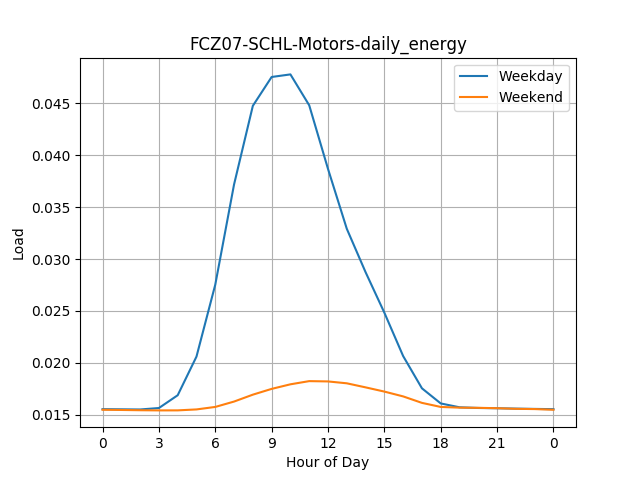 FCZ07-SCHL-Motors-daily_energy
Weekday
Weekend
0.045
0.040
0.035
0.030
0.025
0.020
0.015
Load
0 3 6 9 12 15 18 21 0
Hour of Day